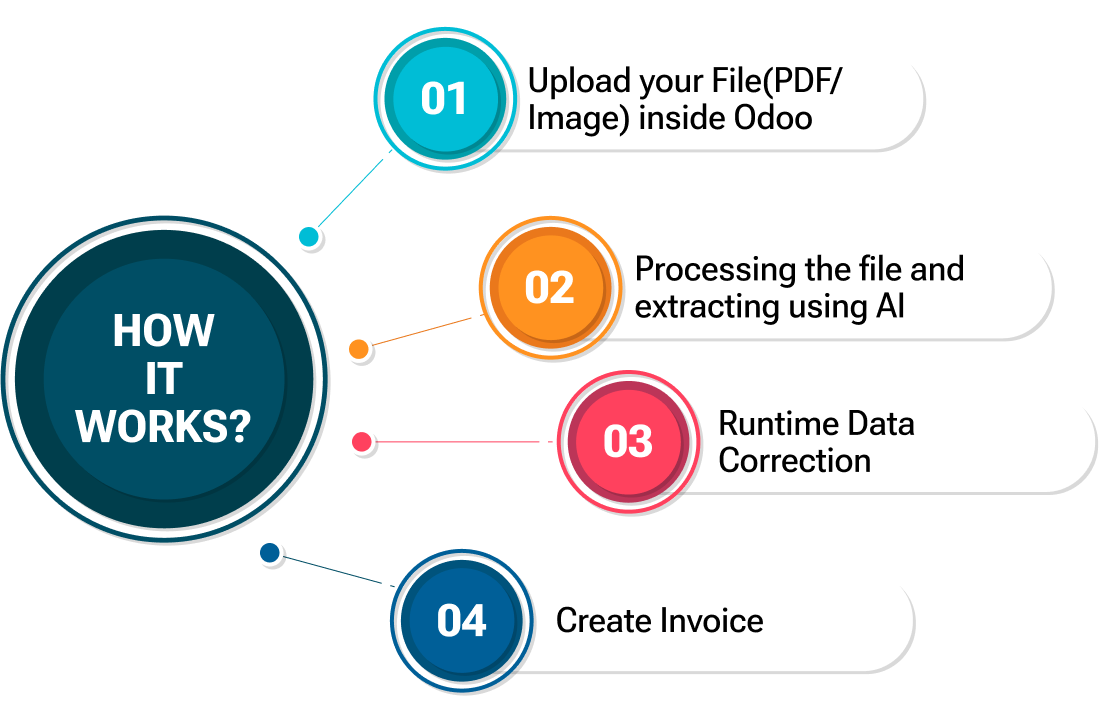 HOW
IT
WORKS?
01
Upload your File(PDF/
Image) inside Odoo
02
Processing the file and
extracting using AI
03
Runtime Data
Correction
04
Create Invoice